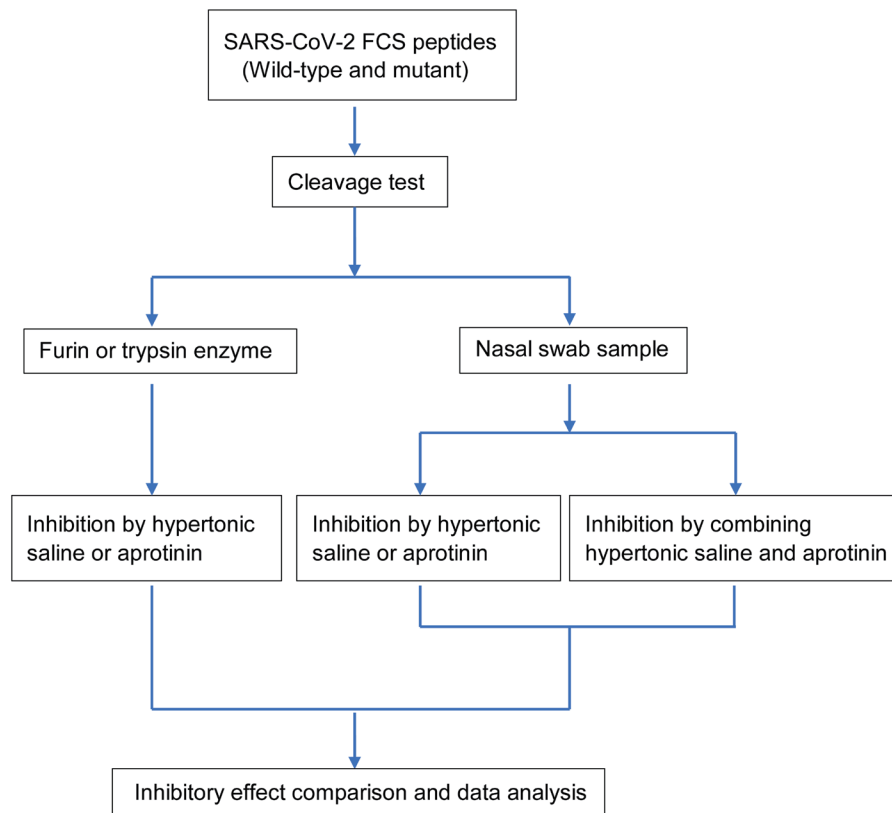 SARS-CoV-2 FCS peptides
(Wild-type and mutant)
Cleavage test
Furin or trypsin enzyme
Nasal swab sample
Inhibition by hypertonic
saline or aprotinin
Inhibition by hypertonic
saline or aprotinin
Inhibition by combining
hypertonic saline and aprotinin
Inhibitory effect comparison and data analysis